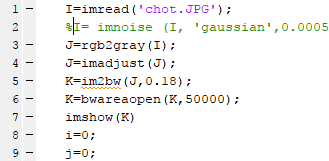 1 - I=imread('chot.JPG');
2 %I= imnoise (I, 'gaussian',0.0005
3 - J=rgb2gray(I);
4 - J=imadjust(J);
5 - K=im2bw(J,0.18);
6 - K=bwareaopen(K,50000);
7 - imshow(K)
8 - i=0;
9 - j=0;